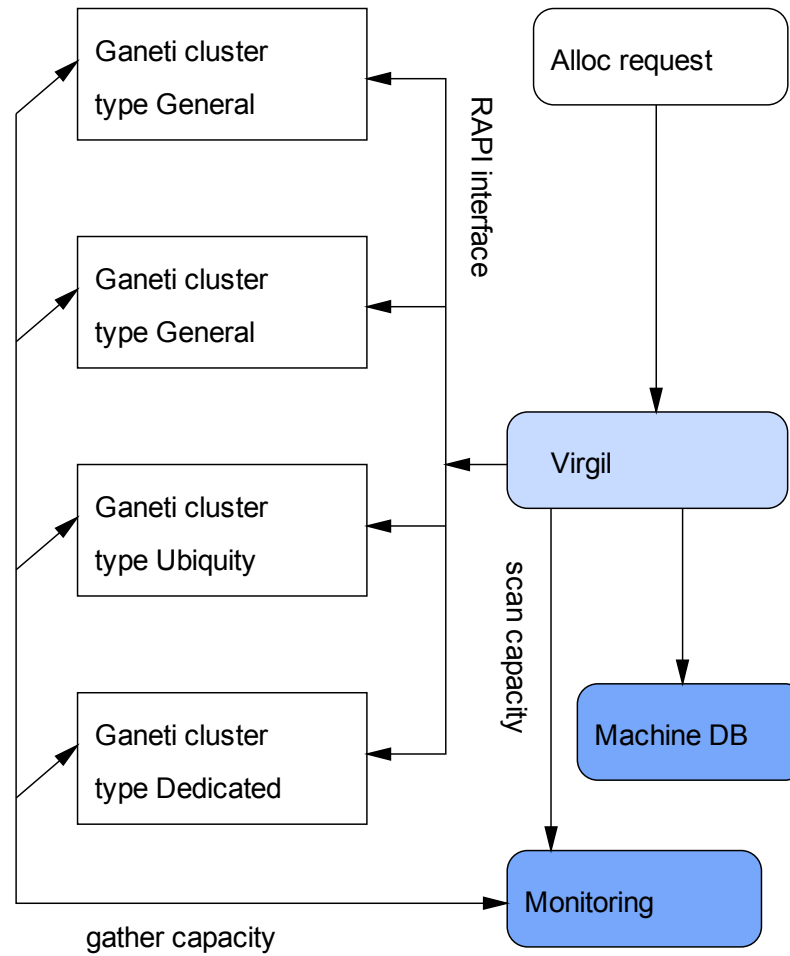 Ganeti cluster
type General
Alloc request
RAPI interface
Ganeti cluster
type General
Virgil
Ganeti cluster
type Ubiquity
scan capacity
Ganeti cluster
type Dedicated
Machine DB
Monitoring
gather capacity